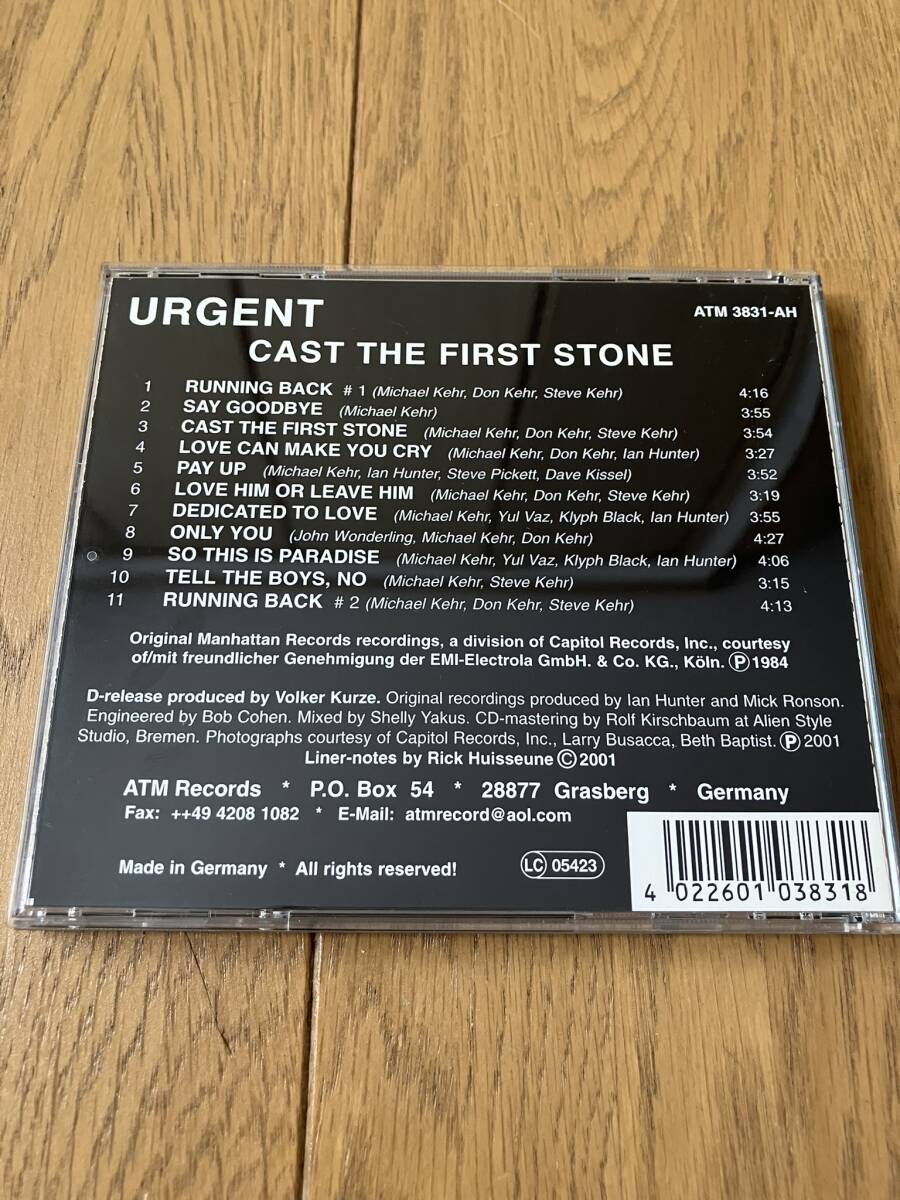 URGENT
ATM 3831-AH
CAST THE FIRST STONE
1 RUNNING BACK # 1 (Michael Kehr, Don Kehr, Steve Kehr) 4:16
2 SAY GOODBYE (Michael Kehr) 3:55
3 CAST THE FIRST STONE (Michael Kehr, Don Kehr, Steve Kehr) 3:54
4 LOVE CAN MAKE YOU CRY (Michael Kehr, Don Kehr, Ian Hunter) 3:27
5 PAY UP (Michael Kehr, Ian Hunter, Steve Pickett, Dave Kissel) 3:52
6 LOVE HIM OR LEAVE HIM (Michael Kehr, Don Kehr, Steve Kehr) 3:19
7 DEDICATED TO LOVE (Michael Kehr, Yul Vaz, Klyph Black, Ian Hunter) 3:55
8 ONLY YOU (John Wonderling, Michael Kehr, Don Kehr) 4:27
9 SO THIS IS PARADISE (Michael Kehr, Yul Vaz, Klyph Black, Ian Hunter) 4:06
10 TELL THE BOYS, NO (Michael Kehr, Steve Kehr) 3:15
11 RUNNING BACK # 2 (Michael Kehr, Don Kehr, Steve Kehr) 4:13
Original Manhattan Records recordings, a division of Capitol Records, Inc., courtesy
of/mit freundlicher Genehmigung der EMI-Electrola GmbH. & Co. KG., Köln. Ⓟ 1984
D-release produced by Volker Kurze. Original recordings produced by Ian Hunter and Mick Ronson.
Engineered by Bob Cohen. Mixed by Shelly Yakus. CD-mastering by Rolf Kirschbaum at Alien Style
Studio, Bremen. Photographs courtesy of Capitol Records, Inc., Larry Busacca, Beth Baptist. Ⓟ 2001
Liner-notes by Rick Huisseune © 2001
ATM Records * P.O. Box 54 * 28877 Grasberg * Germany
Fax: ++49 4208 1082 * E-Mail: atmrecord@aol.com
Made in Germany * All rights reserved!
LC 05423
4 022601 038318